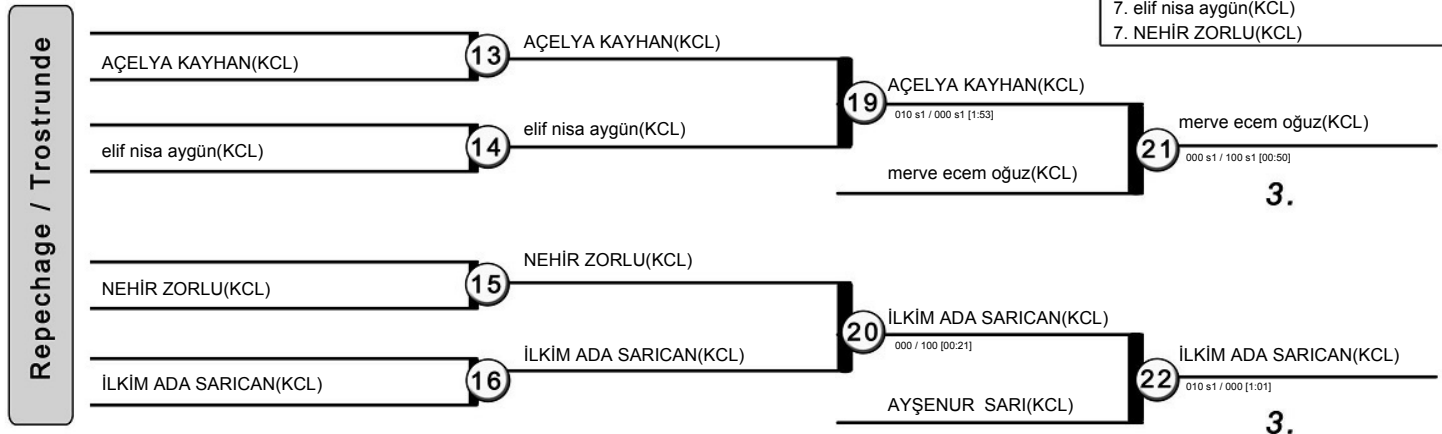 7. elif nisa aygün(KCL)
7. NEHİR ZORLU(KCL)
Repechage / Trostrunde
AÇELYA KAYHAN(KCL)
13
AÇELYA KAYHAN(KCL)
elif nisa aygün(KCL)
14
elif nisa aygün(KCL)
19
AÇELYA KAYHAN(KCL)
010 s1 / 000 s1 [1:53]
merve ecem oğuz(KCL)
21
merve ecem oğuz(KCL)
000 s1 / 100 s1 [00:50]
3.
NEHİR ZORLU(KCL)
15
NEHİR ZORLU(KCL)
İLKİM ADA SARICAN(KCL)
16
İLKİM ADA SARICAN(KCL)
20
İLKİM ADA SARICAN(KCL)
000 / 100 [00:21]
AYŞENUR  SARI(KCL)
22
İLKİM ADA SARICAN(KCL)
010 s1 / 000 [1:01]
3.